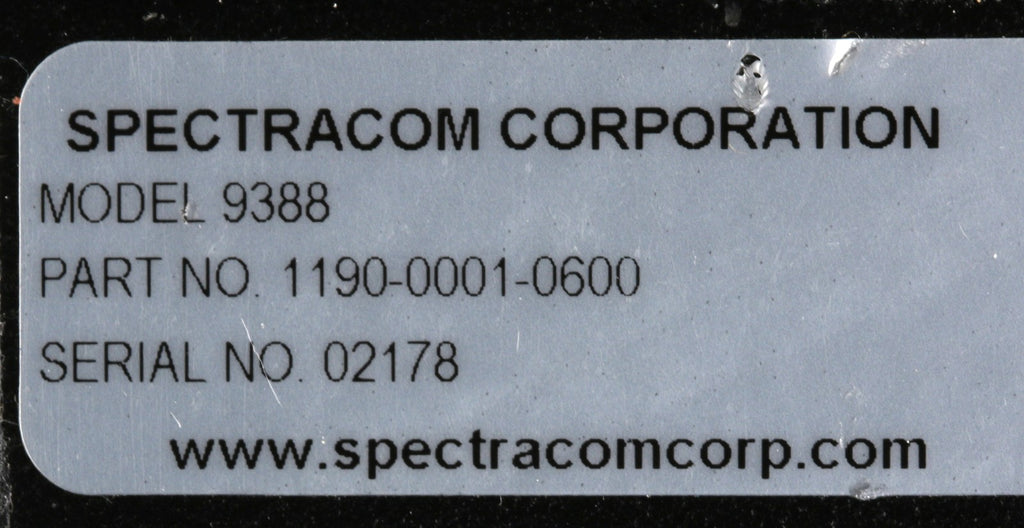 SPECTRACOM CORPORATION
MODEL 9388
PART NO. 1190-0001-0600
SERIAL NO. 02178
www.spectracomcorp.com